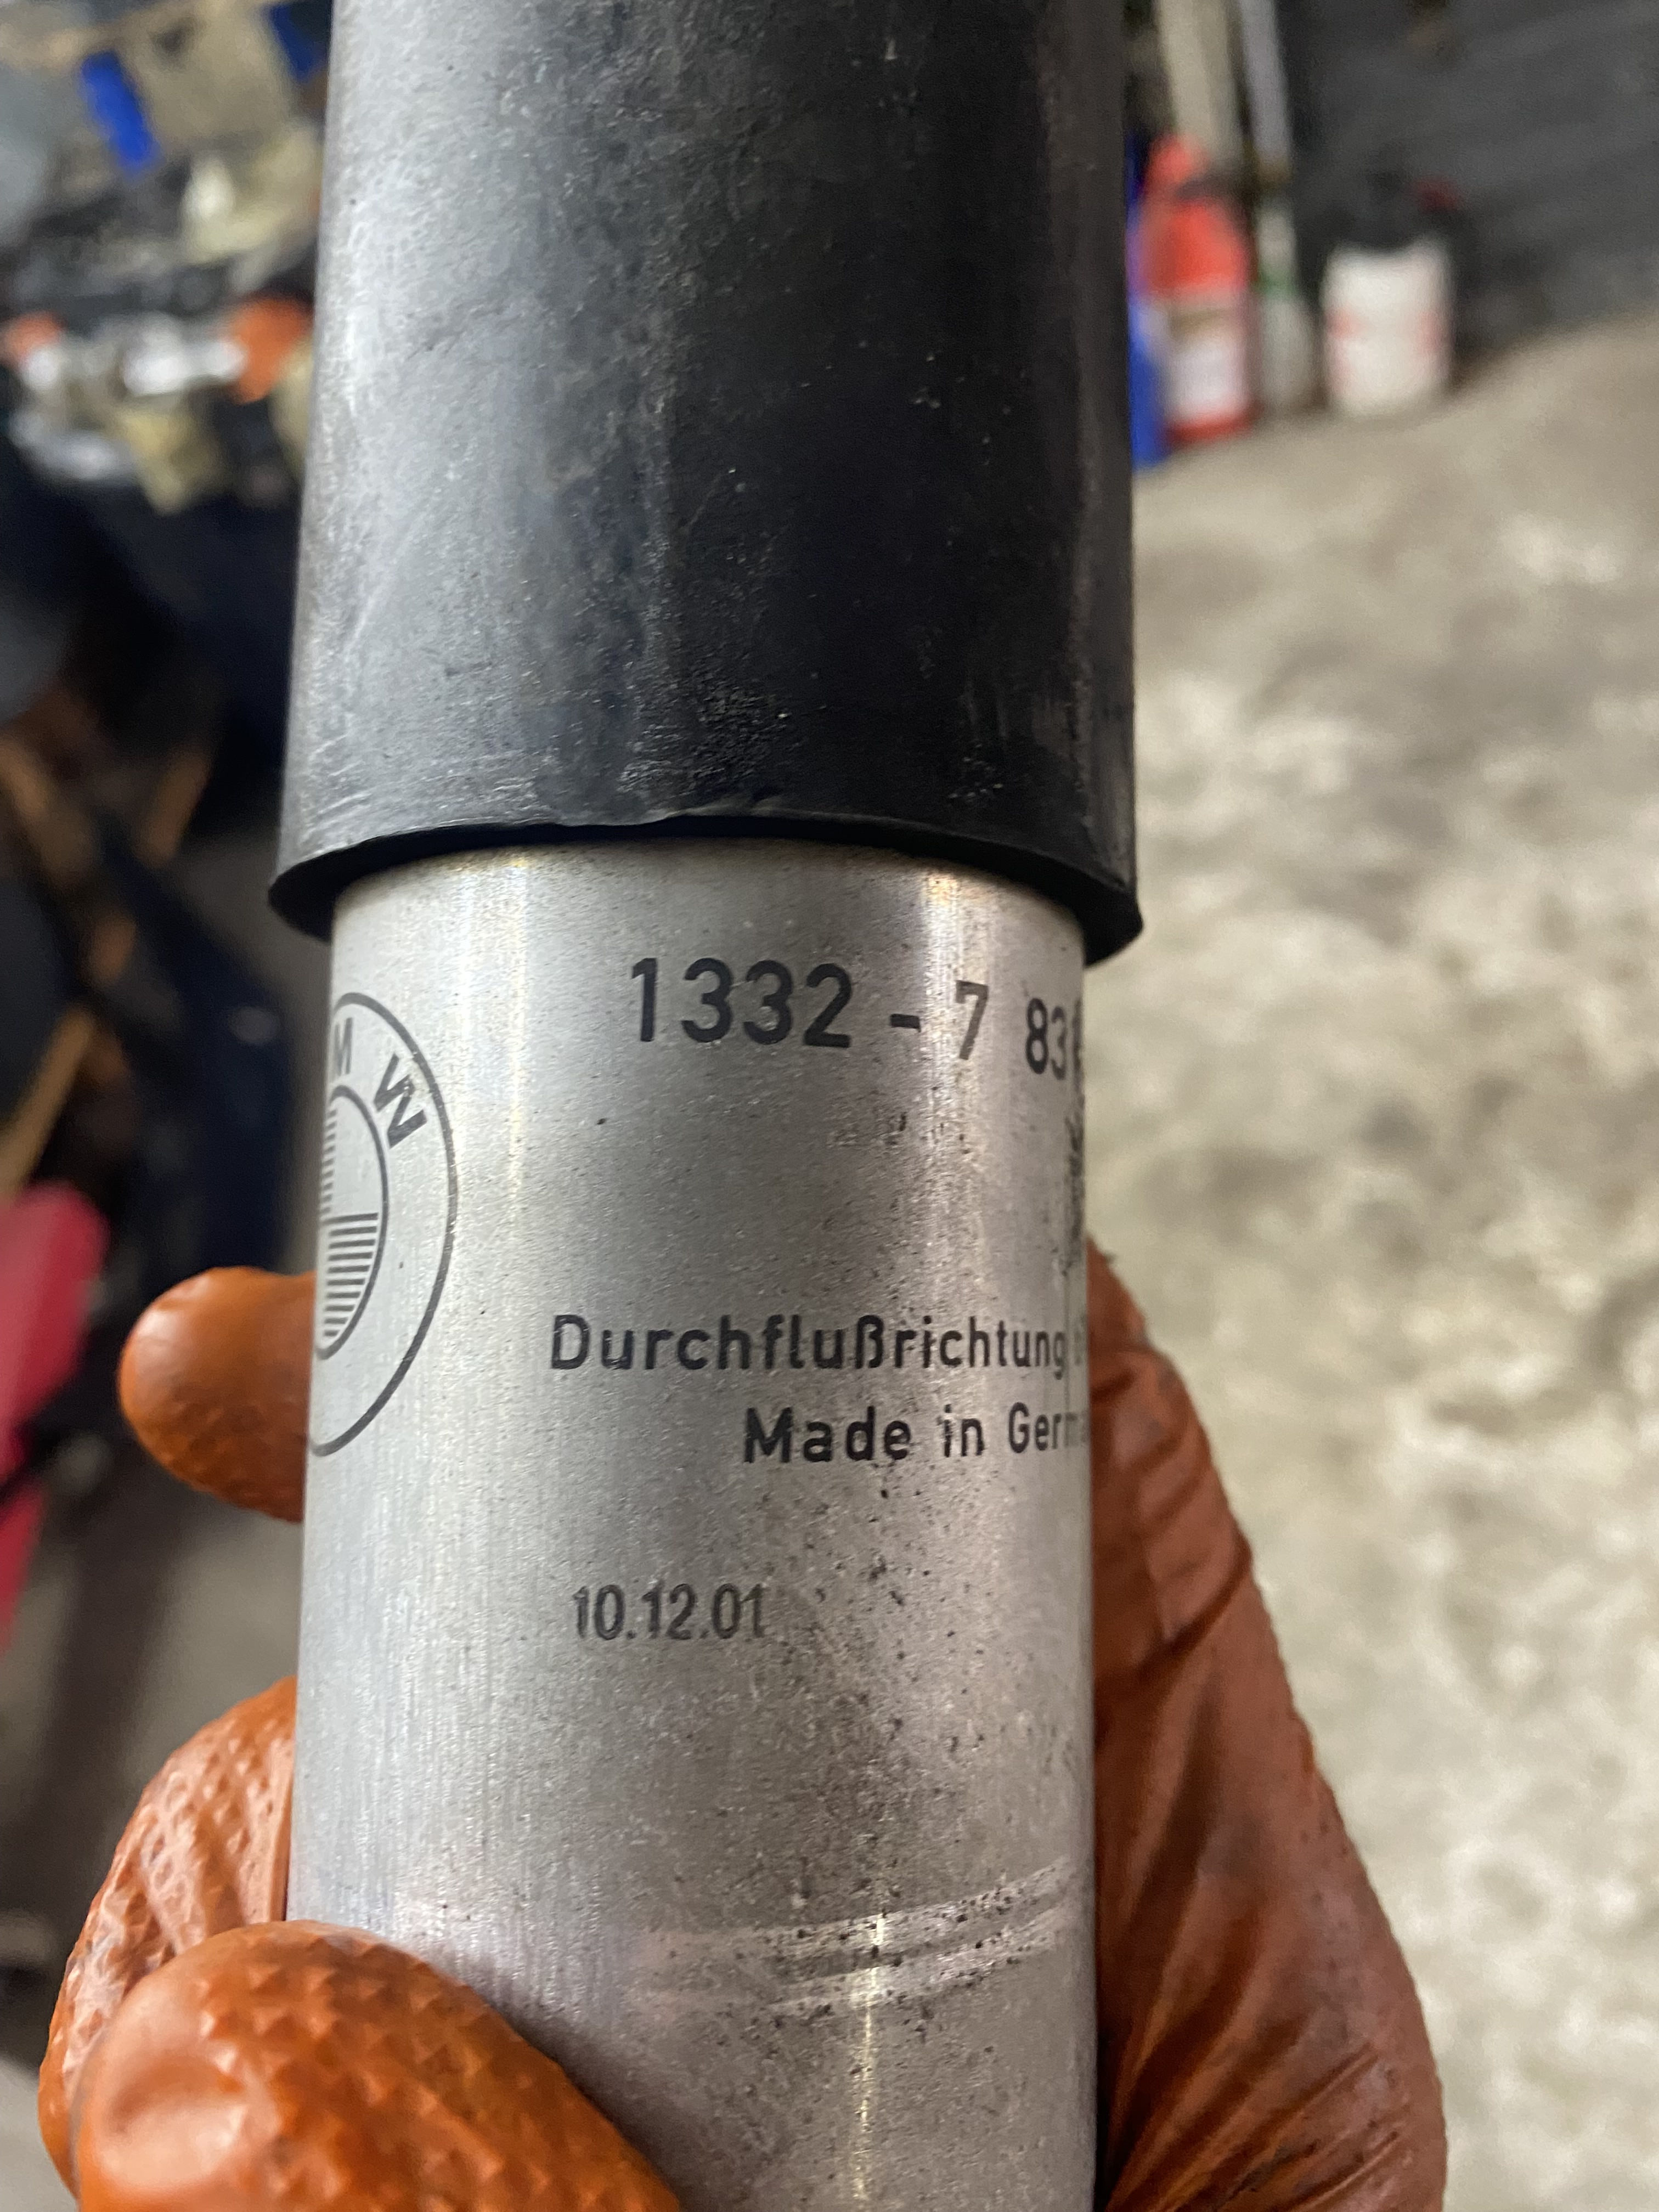 1332 - 7 83
M W
Durchflußrichtung
Made in Germ
10.12.01